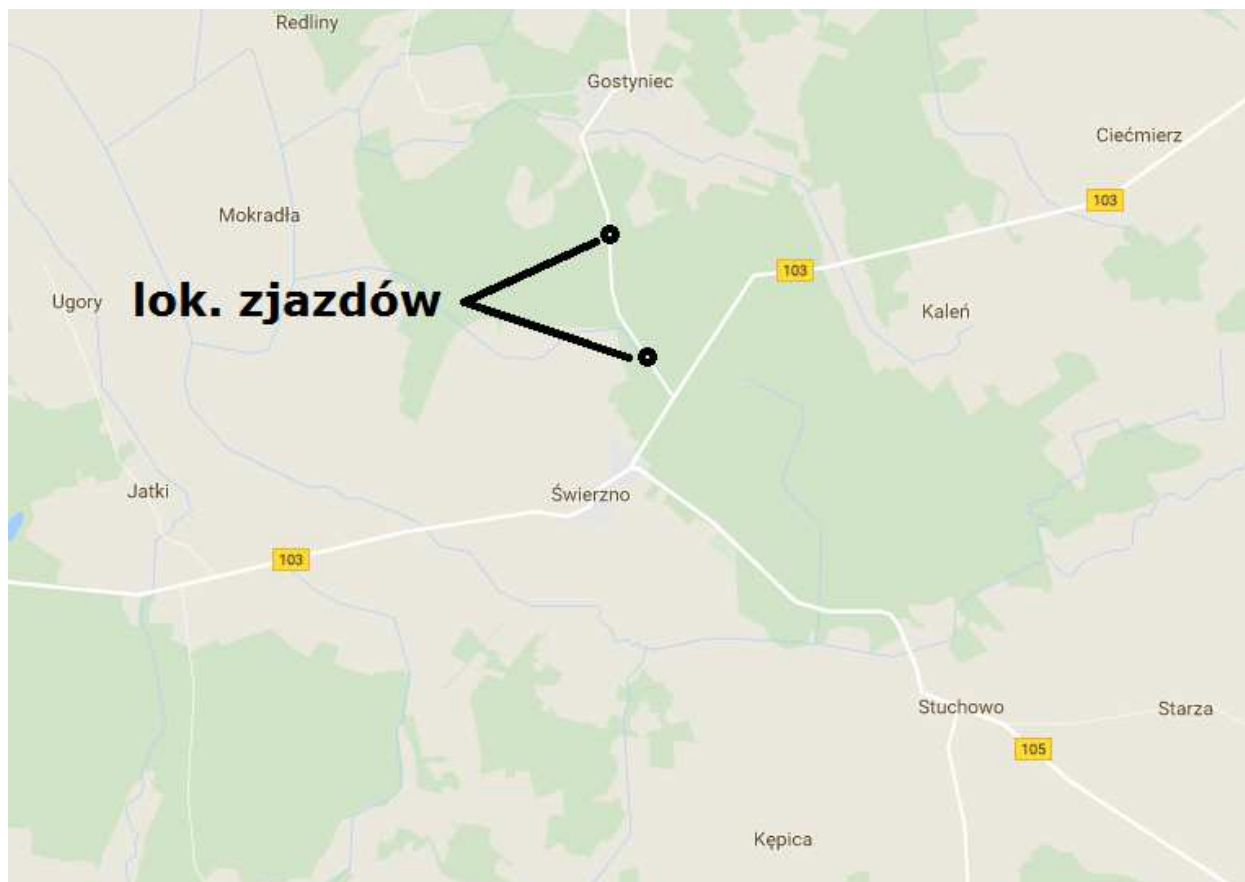 Redliny
Gostyniec
Ciećmierz
103
Mokradła
103
Ugory
lok. zjazdów
Kaleń
Jatki
Świerzno
103
Stuchowo
Starza
105
Kępica